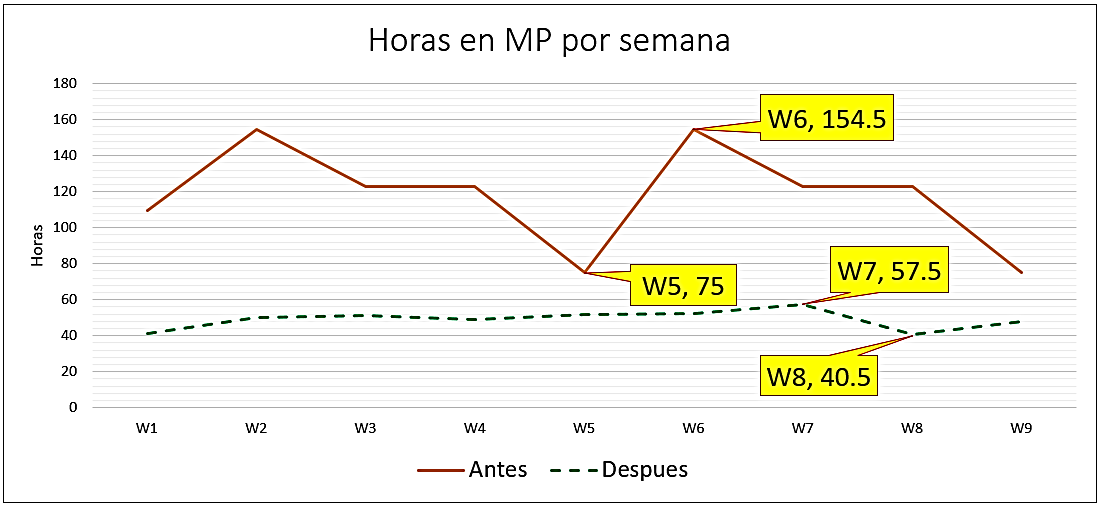 Horas en MP por semana
180
160
140
120
100
80
60
40
20
0
Horas
W6, 154.5
W5, 75
W7, 57.5
W8, 40.5
W1 W2 W3 W4 W5 W6 W7 W8 W9
Antes Despues